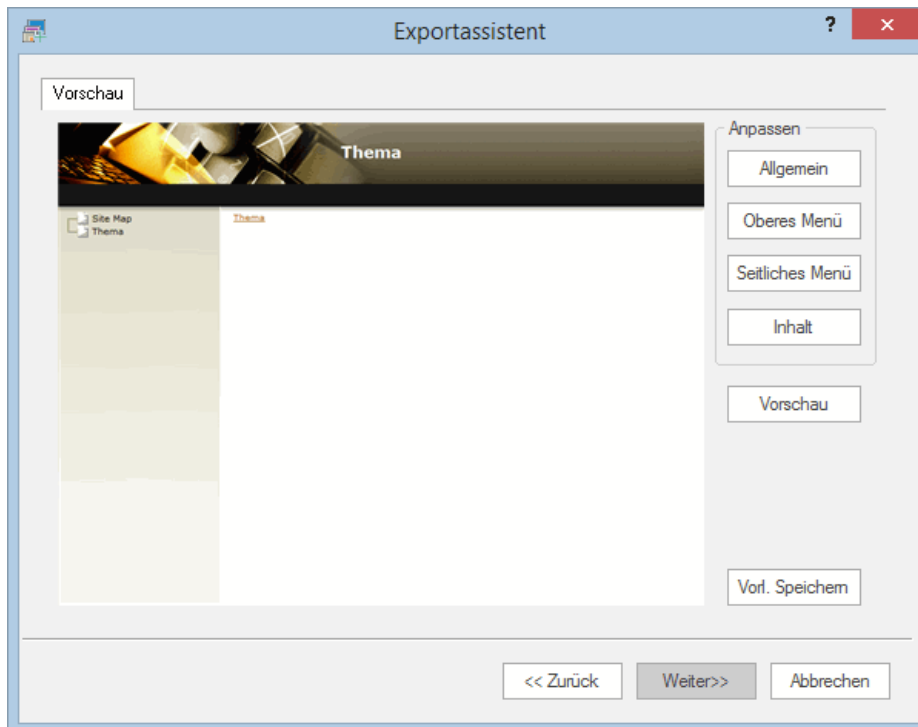 Exportassistent
?
Vorschau
Thema
Site Map
Thema
Thema
Anpassen
Allgemein
Oberes Menü
Seitliches Menü
Inhalt
Vorschau
Vorl. Speichern
<< Zurück
Weiter>>
Abbrechen